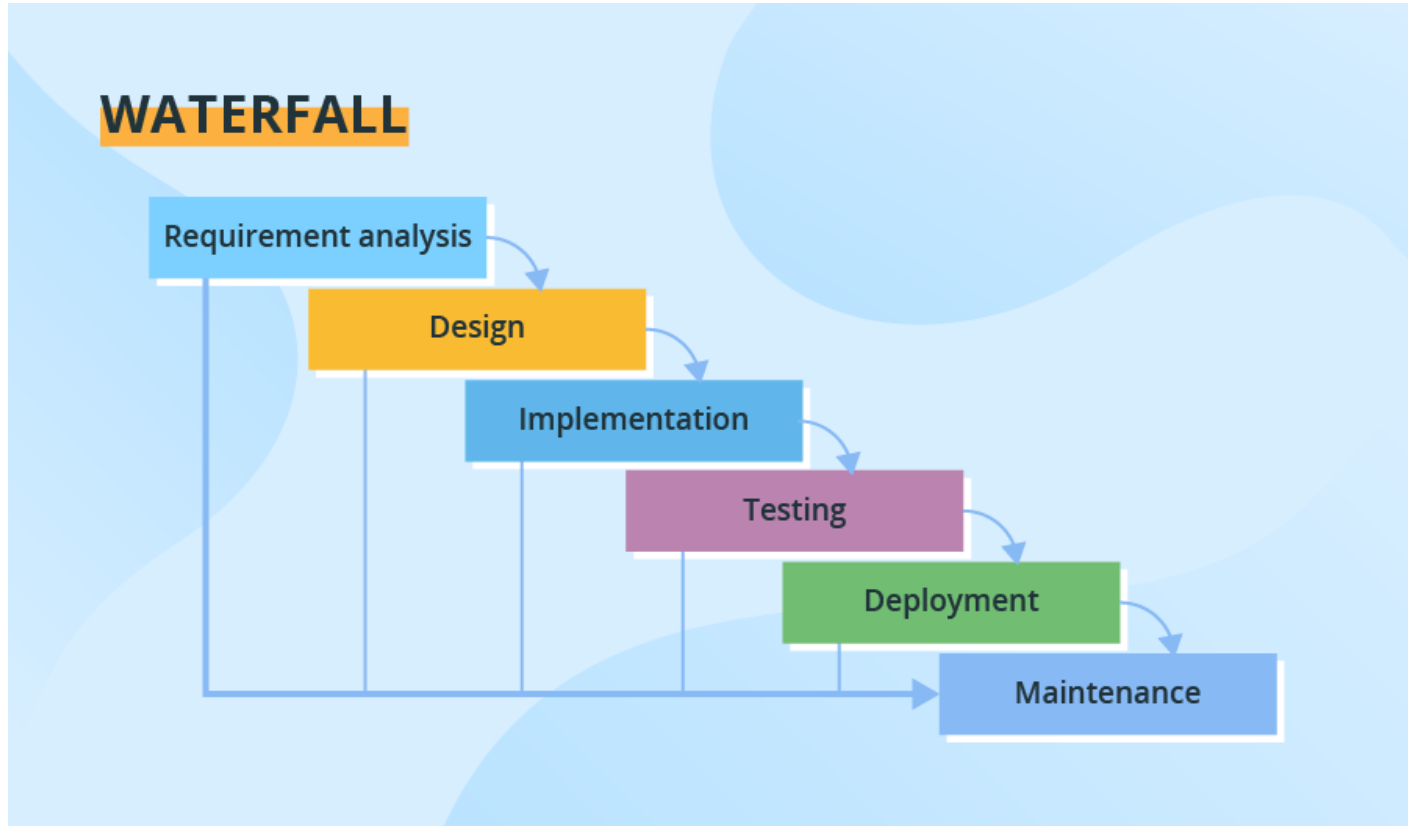 WATERFALL
Requirement analysis
Design
Implementation
Testing
Deployment
Maintenance